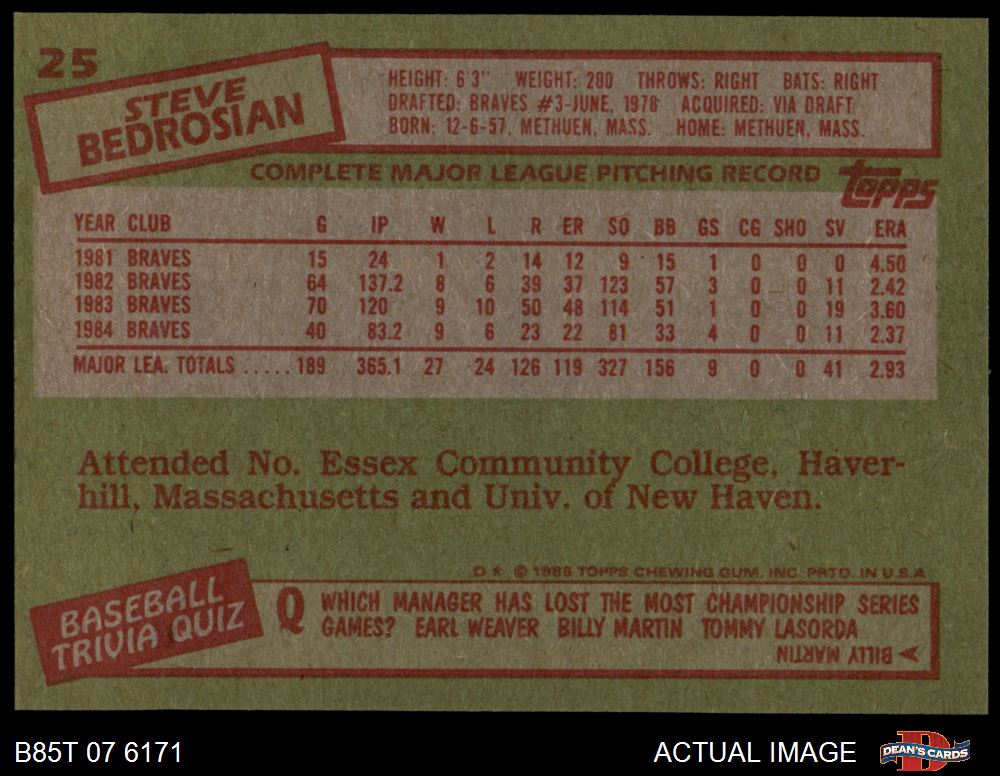 25
STEVE
BEDROSIAN
HEIGHT: 6'3" WEIGHT: 200 THROWS: RIGHT BATS: RIGHT
DRAFTED: BRAVES #3-JUNE, 1978 ACQUIRED: VIA DRAFT
BORN: 12-6-57, METHUEN, MASS. HOME: METHUEN, MASS.
COMPLETE MAJOR LEAGUE PITCHING RECORD
topps
YEAR CLUB G IP W L R ER SO BB GS CG SHO SV ERA
1981 BRAVES 15 24 1 2 14 12 9 15 1 0 0 0 4.50
1982 BRAVES 64 137.2 8 6 39 37 123 57 3 0 0 11 2.42
1983 BRAVES 70 120 9 10 50 48 114 51 1 0 0 19 3.60
1984 BRAVES 40 83.2 9 6 23 22 81 33 4 0 0 11 2.37
MAJOR LEA. TOTALS ..... 189 365.1 27 24 126 119 327 156 9 0 0 41 2.93
Attended No. Essex Community College, Haver-
hill, Massachusetts and Univ. of New Haven.
D ★ © 1985 TOPPS CHEWING GUM, INC. PRTD. IN U.S.A
BASEBALL
TRIVIA QUIZ
Q WHICH MANAGER HAS LOST THE MOST CHAMPIONSHIP SERIES
GAMES? EARL WEAVER BILLY MARTIN TOMMY LASORDA
BILLY MARTIN
B85T 07 6171
ACTUAL IMAGE
D
DEAN'S CARDS